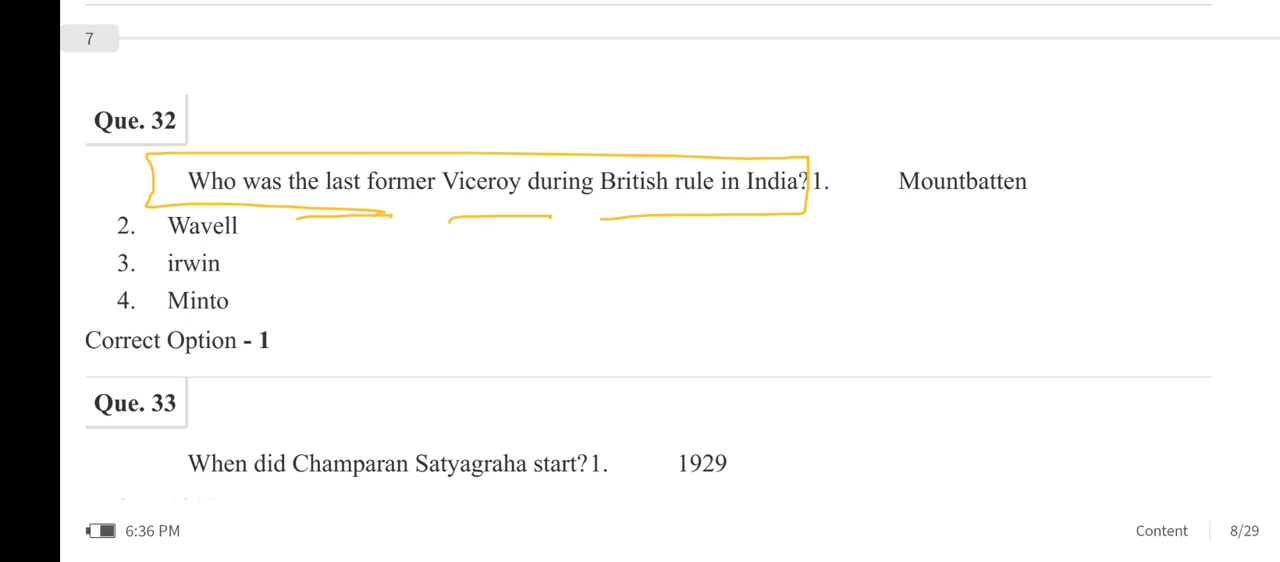 7
Que. 32
Who was the last former Viceroy during British rule in India?1. Mountbatten
2. Wavell
3. irwin
4. Minto
Correct Option - 1
Que. 33
When did Champaran Satyagraha start?1. 1929
6:36 PM Content 8/29